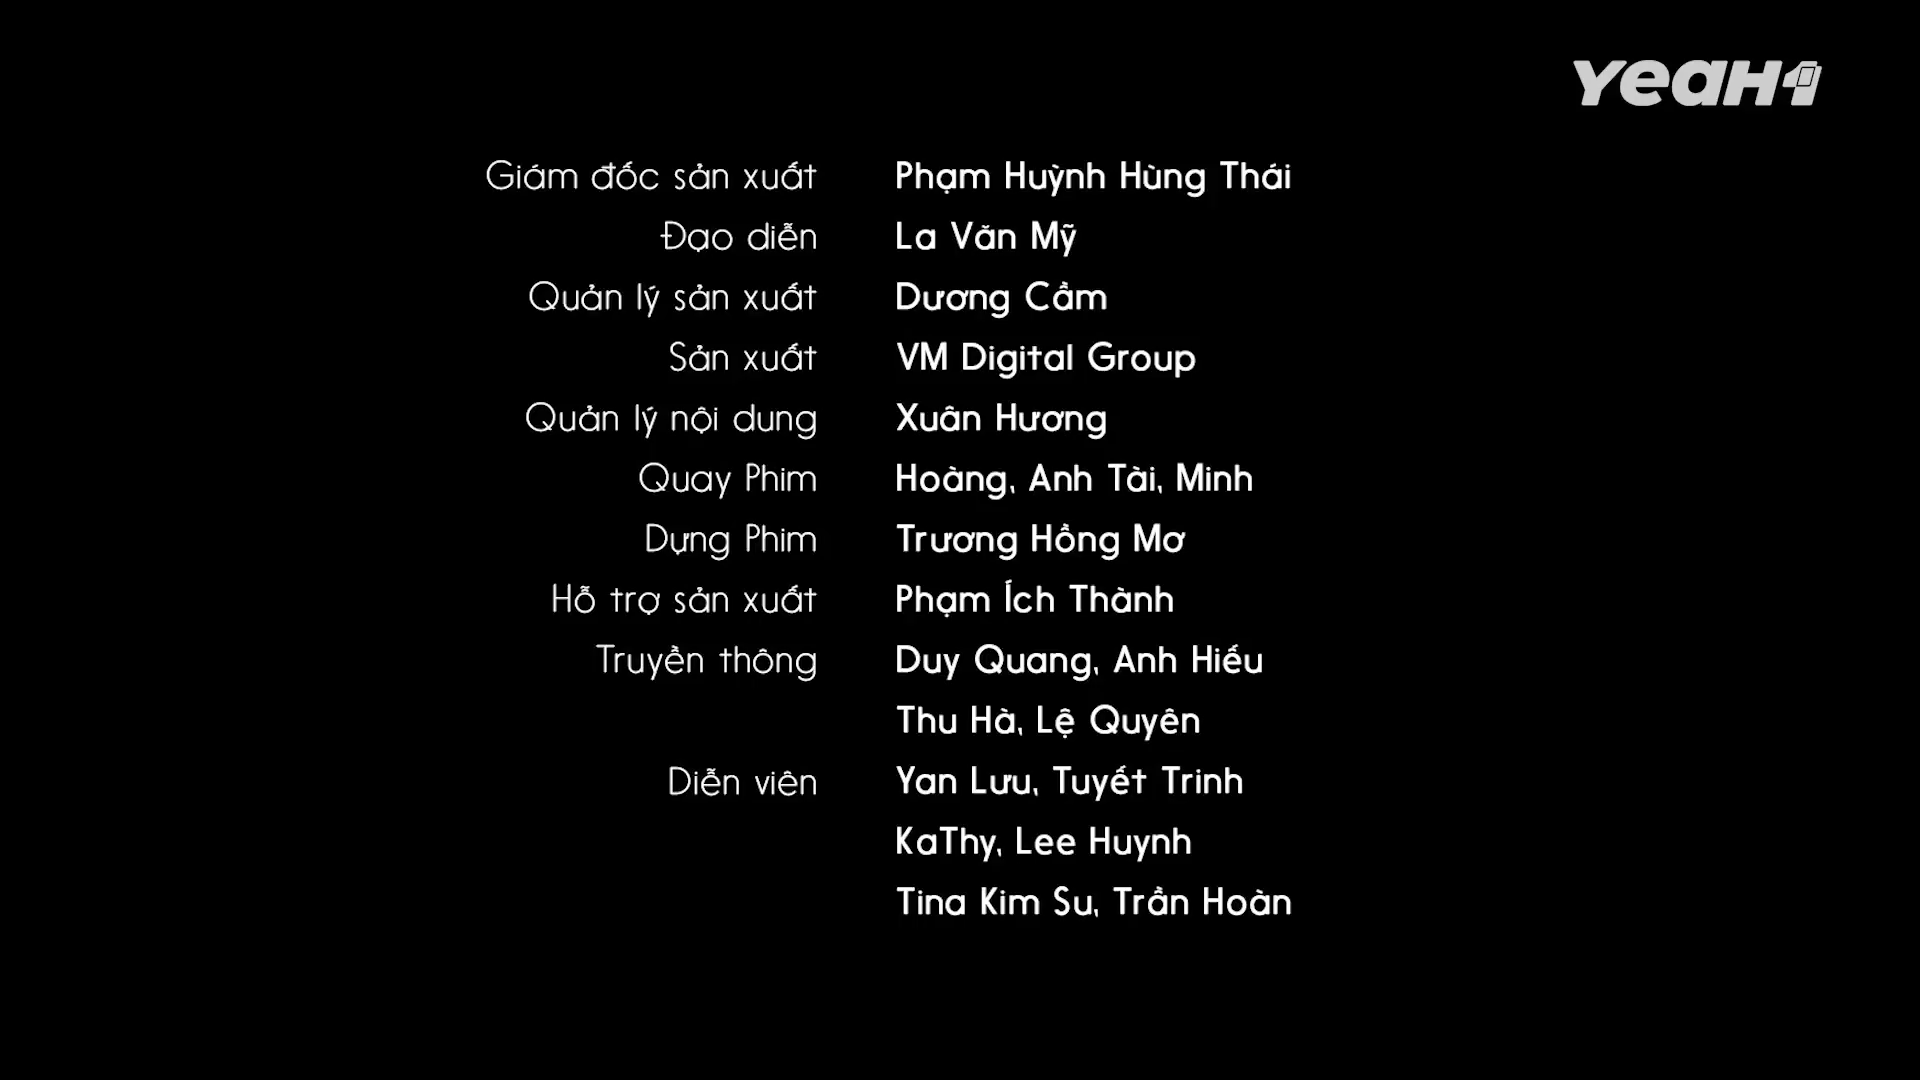 YEAH1
Giám đốc sản xuất Phạm Huỳnh Hùng Thái
Đạo diễn La Văn Mỹ
Quản lý sản xuất Dương Cầm
Sản xuất VM Digital Group
Quản lý nội dung Xuân Hương
Quay Phim Hoàng, Anh Tài, Minh
Dựng Phim Trương Hồng Mơ
Hỗ trợ sản xuất Phạm Ích Thành
Truyền thông Duy Quang, Anh Hiếu
Thu Hà, Lệ Quyên
Diễn viên Yan Lưu, Tuyết Trinh
KaThy, Lee Huynh
Tina Kim Su, Trần Hoàn